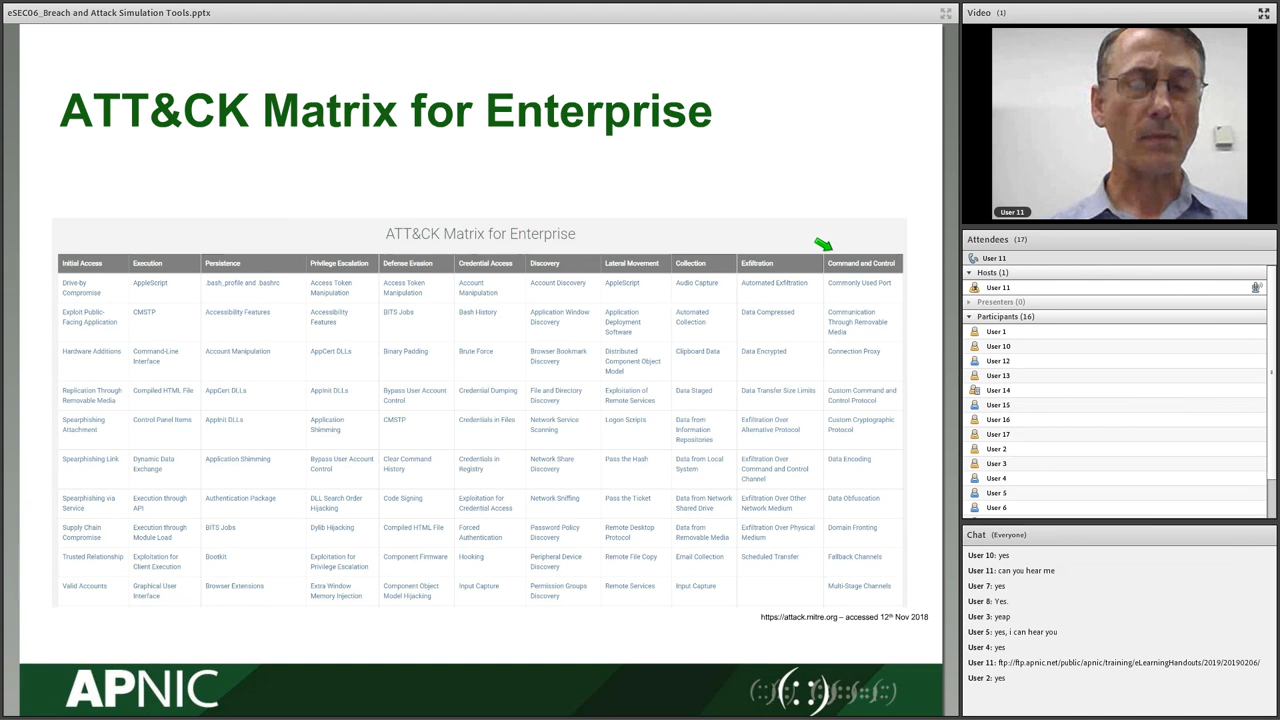 eSEC06_Breach and Attack Simulation Tools.pptx
ATT&CK Matrix for Enterprise
ATT&CK Matrix for Enterprise
Initial Access Execution Persistence Privilege Escalation Defense Evasion Credential Access Discovery Lateral Movement Collection Exfiltration Command and Control
Drive-by Compromise AppleScript .bash_profile and .bashrc Access Token Manipulation Access Token Manipulation Account Manipulation Account Discovery AppleScript Audio Capture Automated Exfiltration Commonly Used Port
Exploit Public-Facing Application CMSTP Accessibility Features Accessibility Features BITS Jobs Bash History Application Window Discovery Application Deployment Software Automated Collection Data Compressed Communication Through Removable Media
Hardware Additions Command-Line Interface Account Manipulation AppCert DLLs Binary Padding Brute Force Browser Bookmark Discovery Distributed Component Object Model Clipboard Data Data Encrypted Connection Proxy
Replication Through Removable Media Compiled HTML File AppCert DLLs AppInit DLLs Bypass User Account Control Credential Dumping File and Directory Discovery Exploitation of Remote Services Data Staged Data Transfer Size Limits Custom Command and Control Protocol
Spearphishing Attachment Control Panel Items AppInit DLLs Application Shimming CMSTP Credentials in Files Network Service Scanning Logon Scripts Data from Information Repositories Exfiltration Over Alternative Protocol Custom Cryptographic Protocol
Spearphishing Link Dynamic Data Exchange Application Shimming Bypass User Account Control Clear Command History Credentials in Registry Network Share Discovery Pass the Hash Data from Local System Exfiltration Over Command and Control Channel Data Encoding
Spearphishing via Service Execution through API Authentication Package DLL Search Order Hijacking Code Signing Exploitation for Credential Access Network Sniffing Pass the Ticket Data from Network Shared Drive Exfiltration Over Other Network Medium Data Obfuscation
Supply Chain Compromise Execution through Module Load BITS Jobs Dylib Hijacking Compiled HTML File Forced Authentication Password Policy Discovery Remote Desktop Protocol Data from Removable Media Exfiltration Over Physical Medium Domain Fronting
Trusted Relationship Exploitation for Client Execution Bootkit Exploitation for Privilege Escalation Component Firmware Hooking Peripheral Device Discovery Remote File Copy Email Collection Scheduled Transfer Fallback Channels
Valid Accounts Graphical User Interface Browser Extensions Extra Window Memory Injection Component Object Model Hijacking Input Capture Permission Groups Discovery Remote Services Input Capture Multi-Stage Channels
https://attack.mitre.org – accessed 12th Nov 2018
APNIC
Video (1)
User 11
Attendees (17)
User 11
Hosts (1)
User 11
Presenters (0)
Participants (16)
User 1
User 10
User 12
User 13
User 14
User 15
User 16
User 17
User 2
User 3
User 4
User 5
User 6
Chat (Everyone)
User 10: yes
User 11: can you hear me
User 7: yes
User 8: Yes.
User 3: yeap
User 5: yes, i can hear you
User 4: yes
User 11: ftp://ftp.apnic.net/public/apnic/training/eLearningHandouts/2019/20190206/
User 2: yes